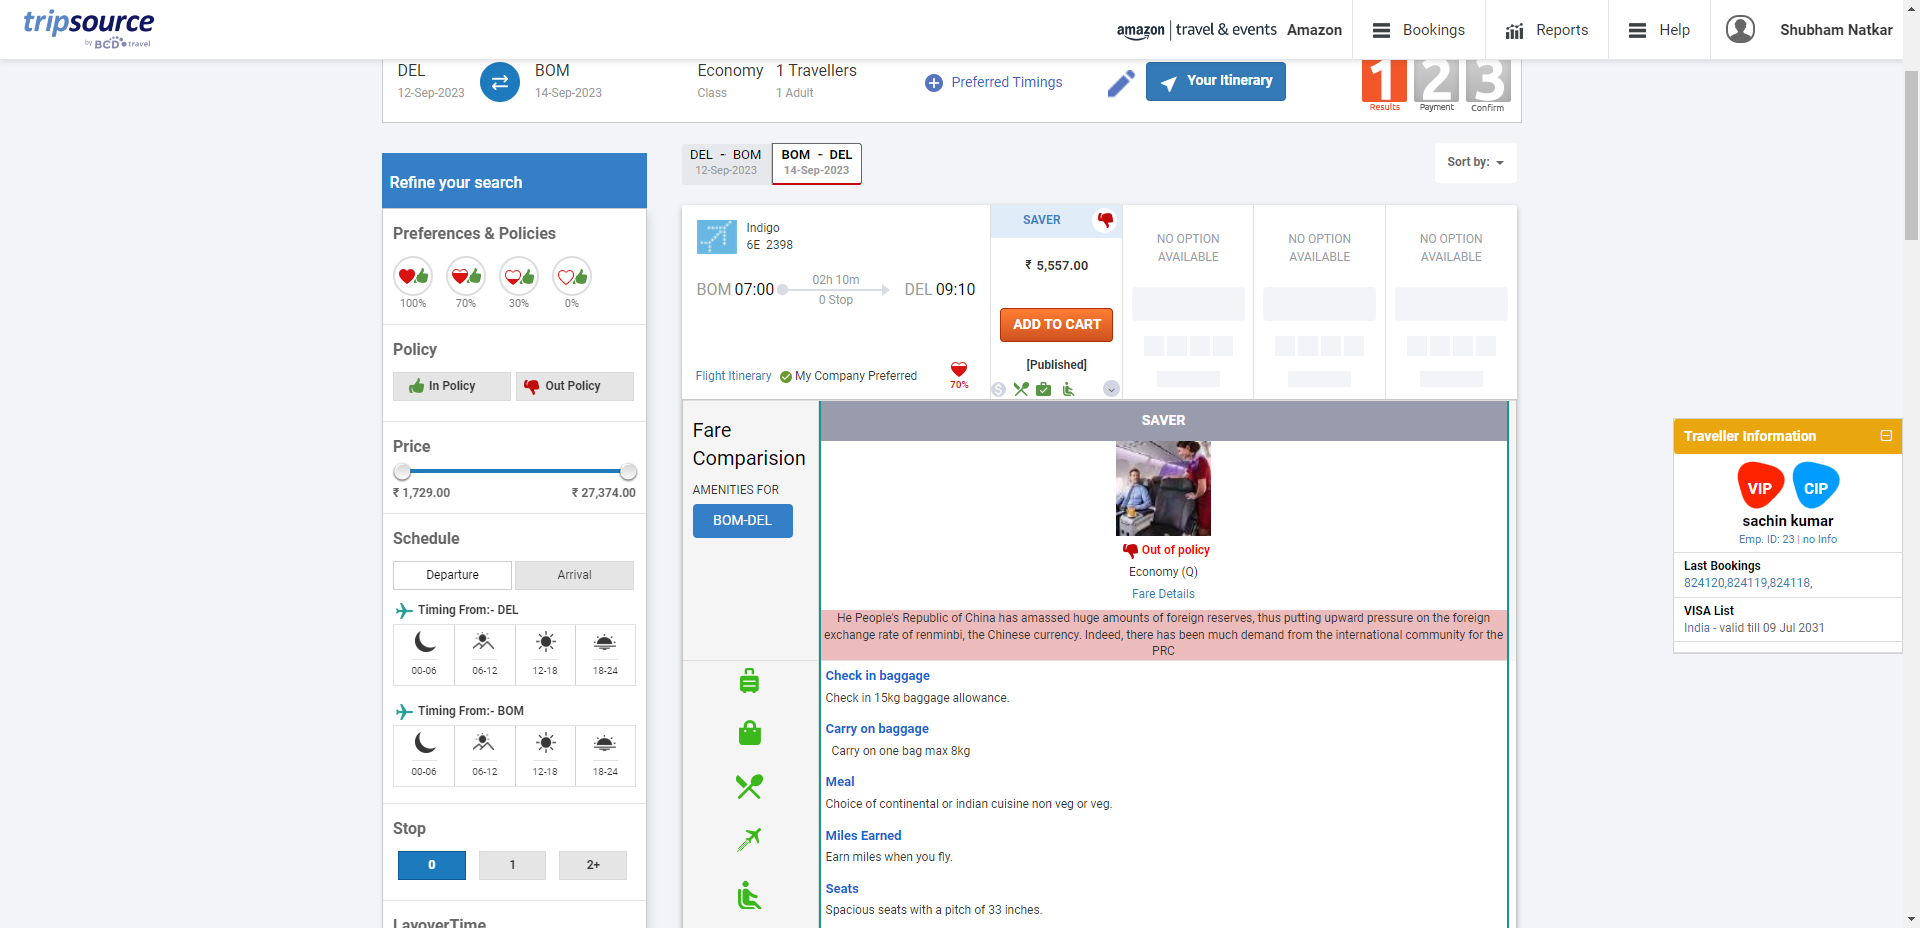 tripsource
by BCD travel
amazon travel & events Amazon
Bookings
Reports
Help
Shubham Natkar
DEL
12-Sep-2023
BOM
14-Sep-2023
Economy
Class
1 Travellers
1 Adult
Preferred Timings
Your Itinerary
1 2 3
Results Payment Confirm
DEL - BOM
12-Sep-2023
BOM - DEL
14-Sep-2023
Sort by:
Refine your search
Preferences & Policies
100% 70% 30% 0%
Policy
In Policy
Out Policy
Price
₹ 1,729.00 ₹ 27,374.00
Schedule
Departure Arrival
Timing From:- DEL
00-06 06-12 12-18 18-24
Timing From:- BOM
00-06 06-12 12-18 18-24
Stop
0 1 2+
LayoverTime
Indigo
6E 2398
BOM 07:00
02h 10m
0 Stop
DEL 09:10
Flight Itinerary
My Company Preferred
70%
SAVER
₹ 5,557.00
ADD TO CART
[Published]
NO OPTION
AVAILABLE
NO OPTION
AVAILABLE
NO OPTION
AVAILABLE
Fare
Comparision
AMENITIES FOR
BOM-DEL
SAVER
Out of policy
Economy (Q)
Fare Details
He People's Republic of China has amassed huge amounts of foreign reserves, thus putting upward pressure on the foreign
exchange rate of renminbi, the Chinese currency. Indeed, there has been much demand from the international community for the
PRC
Check in baggage
Check in 15kg baggage allowance.
Carry on baggage
Carry on one bag max 8kg
Meal
Choice of continental or indian cuisine non veg or veg.
Miles Earned
Earn miles when you fly.
Seats
Spacious seats with a pitch of 33 inches.
Traveller Information
VIP CIP
sachin kumar
Emp. ID: 23 | no Info
Last Bookings
824120,824119,824118,
VISA List
India - valid till 09 Jul 2031